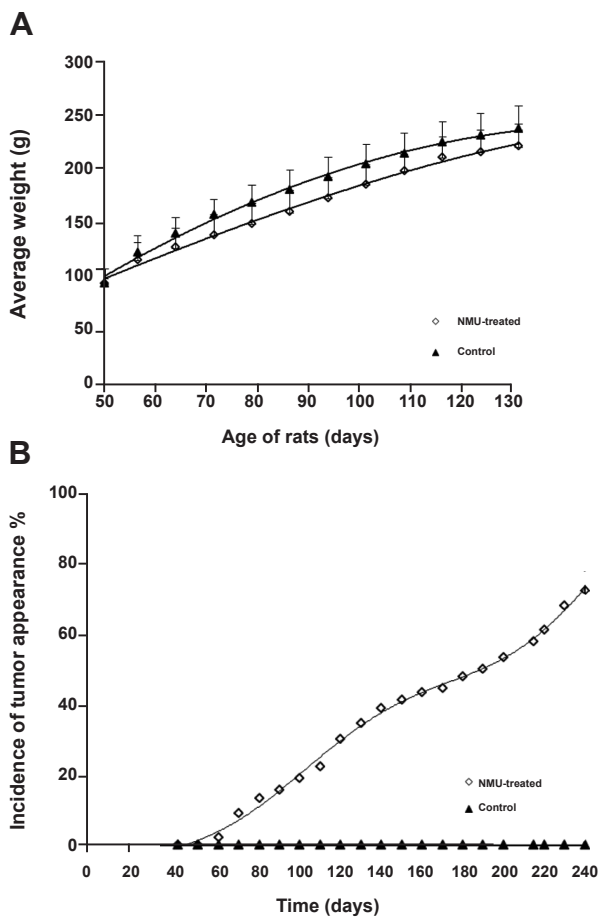 A
Average weight (g)
300
250
200
150
100
50
0
50 60 70 80 90 100 110 120 130
Age of rats (days)
NMU-treated
Control
B
Incidence of tumor appearance %
100
80
60
40
20
0
0 20 40 60 80 100 120 140 160 180 200 220 240
Time (days)
NMU-treated
Control